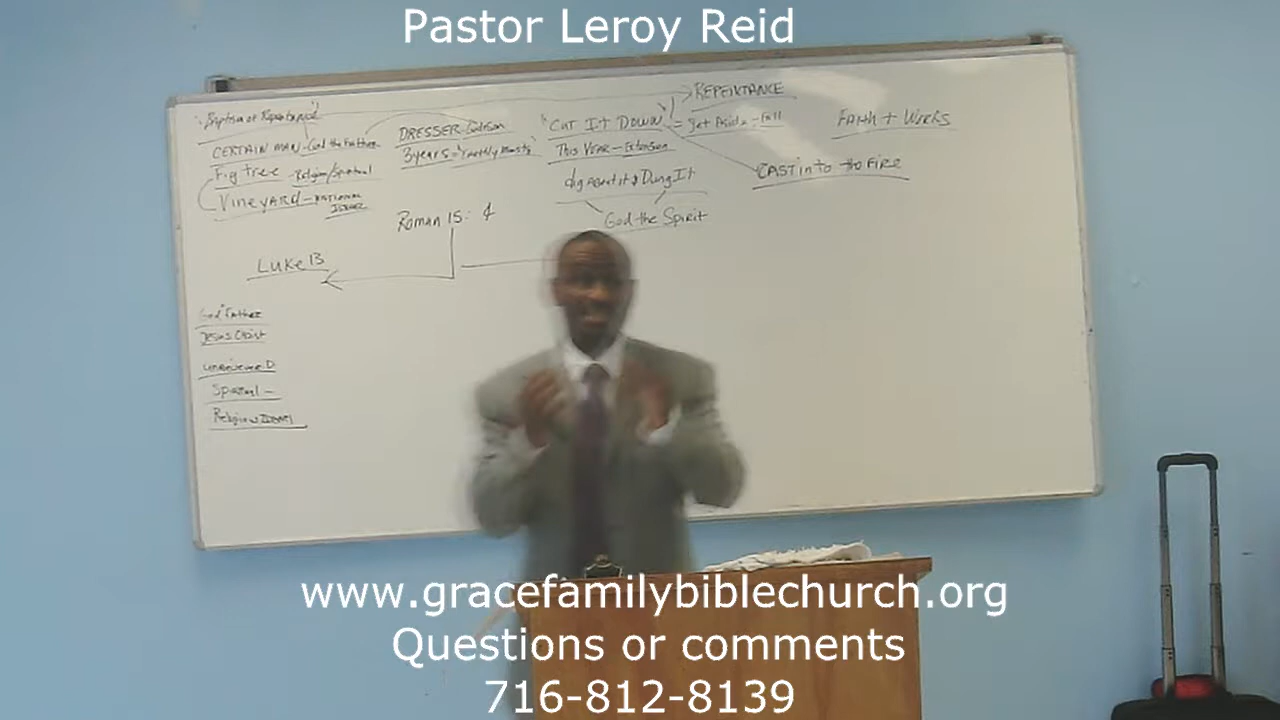 Pastor Leroy Reid
REPENTANCE
"Baptism of Repentance"
CERTAIN MAN - God the Father
DRESSER
"CUT It DOWN" = Set Aside - Fall
FAith + Works
Fig tree - Religion/Spiritual
3 years =
This YEAR - Extension
CAST into the FIRE
VineyARd - NATIONAL
ISRAEL
dig About it & Dung It
Roman 15: 4
God the Spirit
Luke 13
God Father
Jesus Christ
Spiritual -
Religious ISRAEL
www.gracefamilybiblechurch.org
Questions or comments
716-812-8139